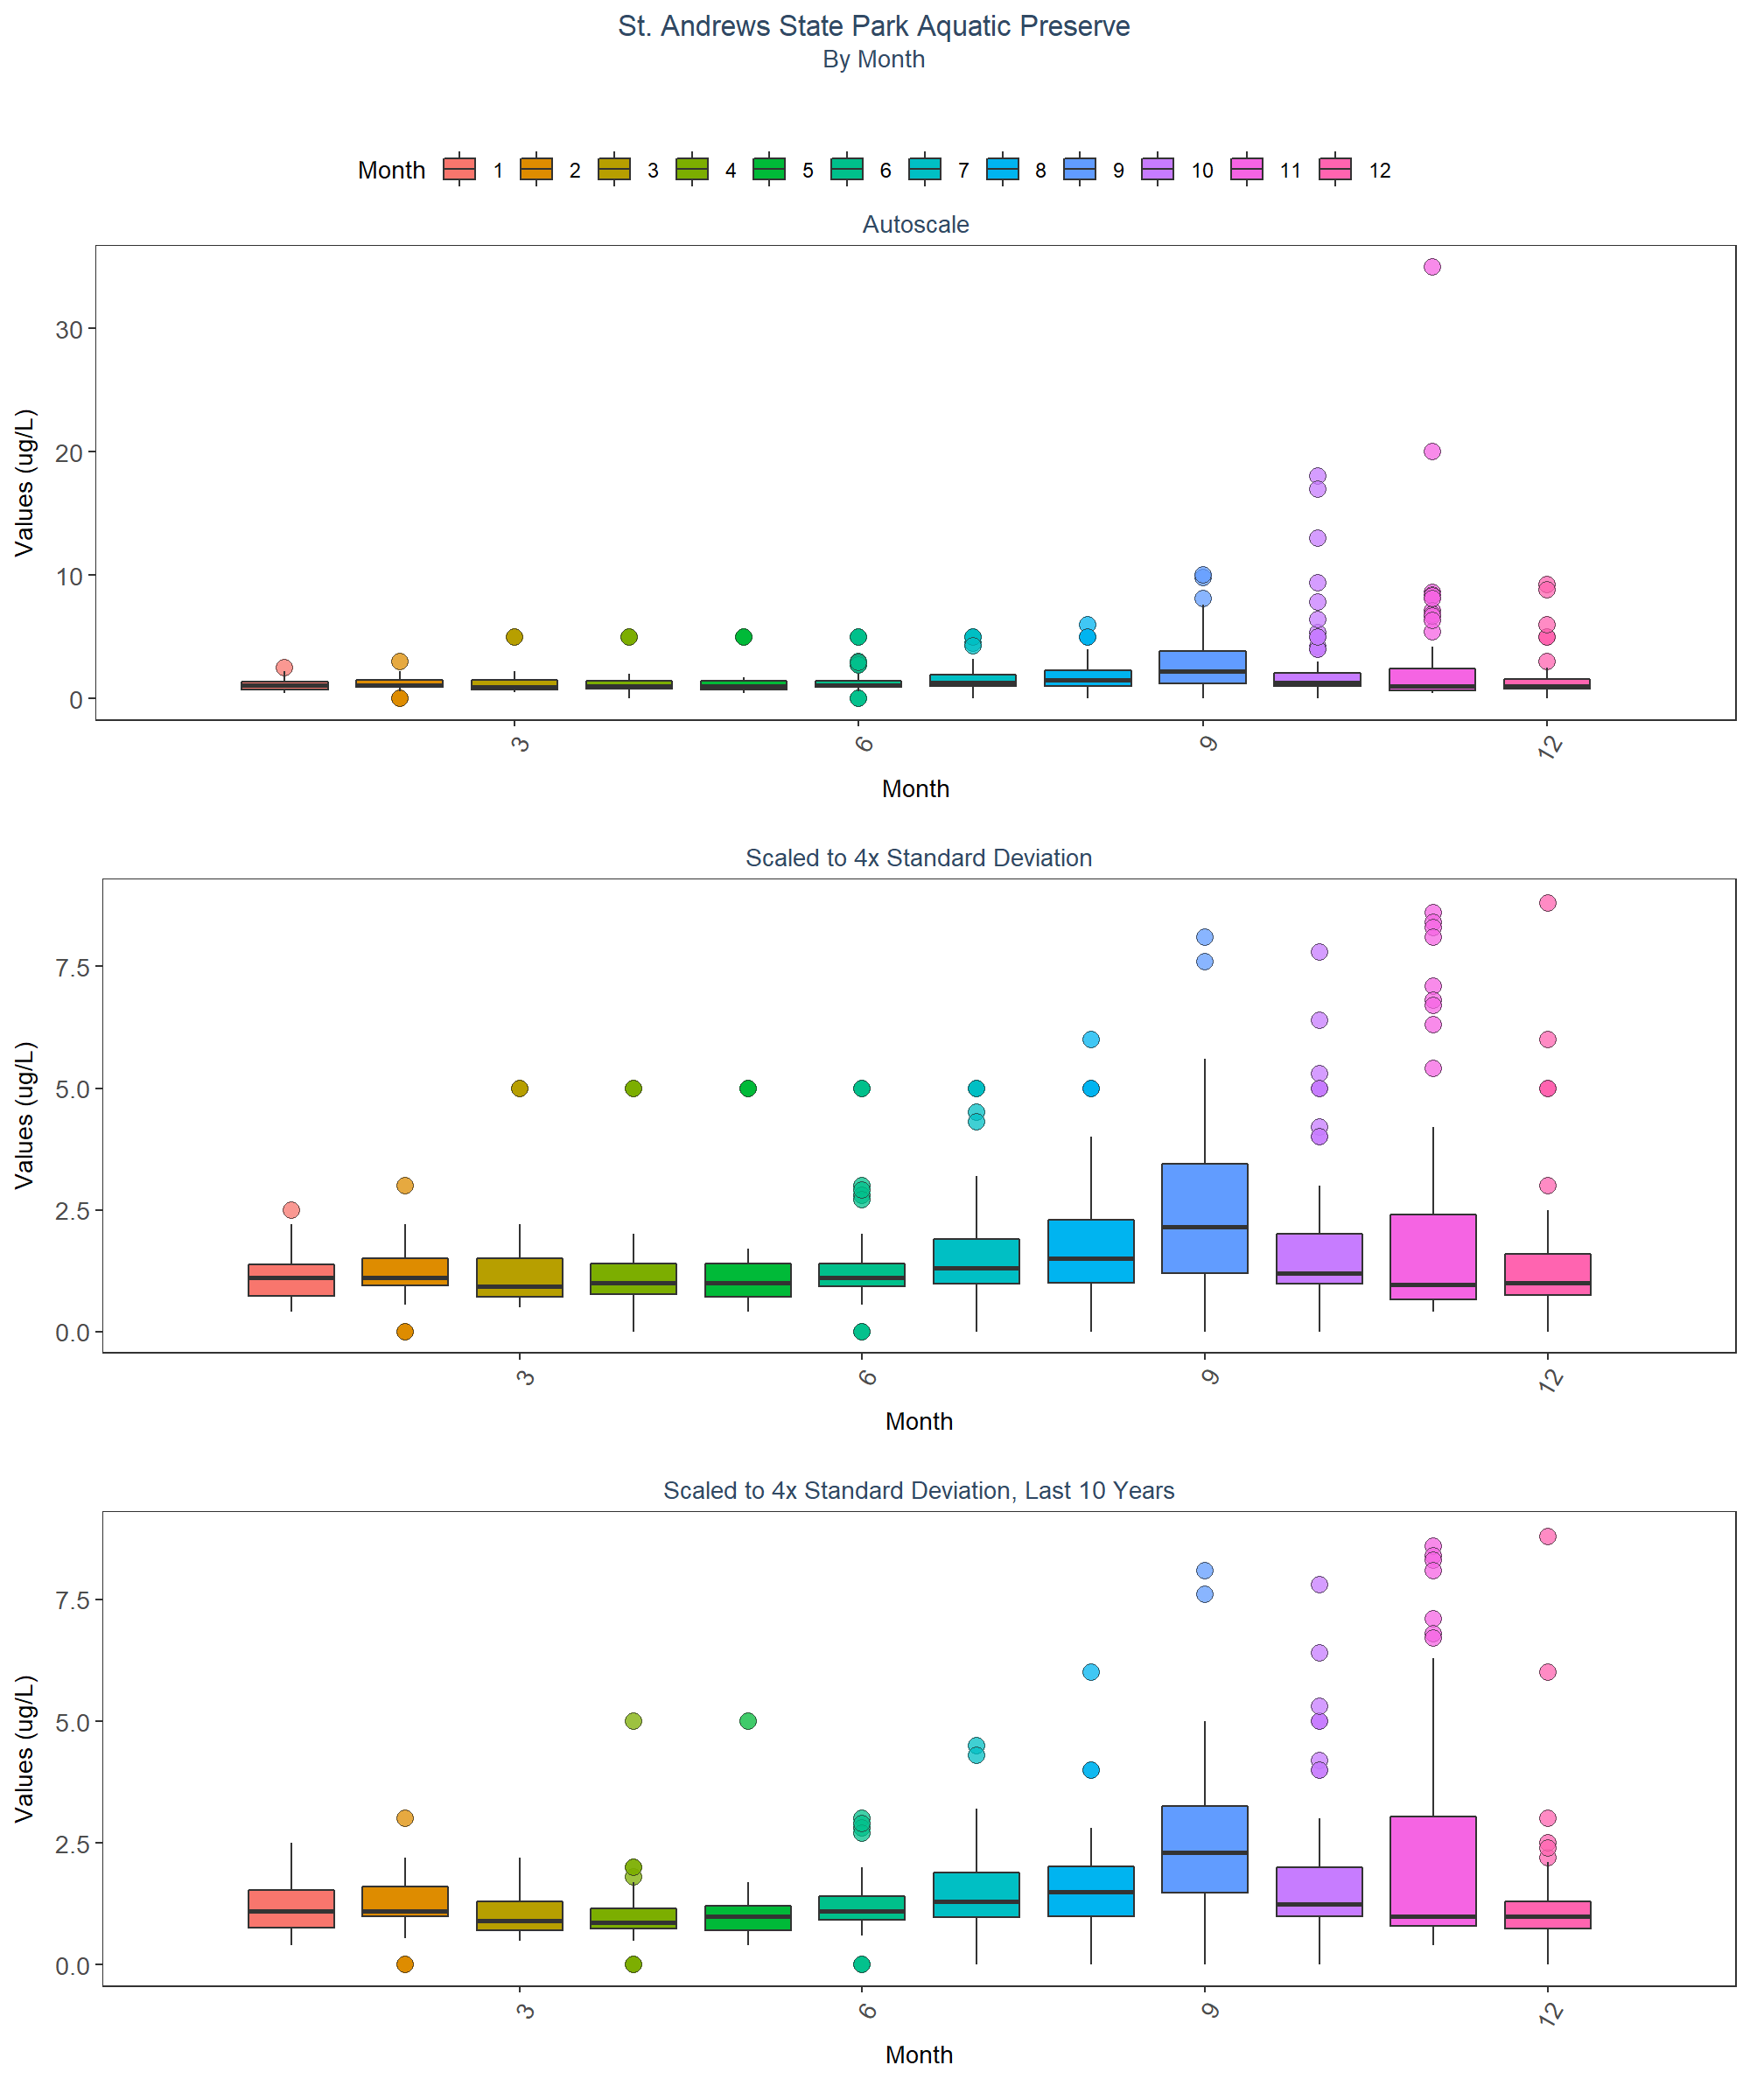 St. Andrews State Park Aquatic Preserve
By Month
Month 1 2 3 4 5 6 7 8 9 10 11 12
Autoscale
Values (ug/L)
30
20
10
0
3 6 9 12
Month
Scaled to 4x Standard Deviation
Values (ug/L)
7.5
5.0
2.5
0.0
3 6 9 12
Month
Scaled to 4x Standard Deviation, Last 10 Years
Values (ug/L)
7.5
5.0
2.5
0.0
3 6 9 12
Month